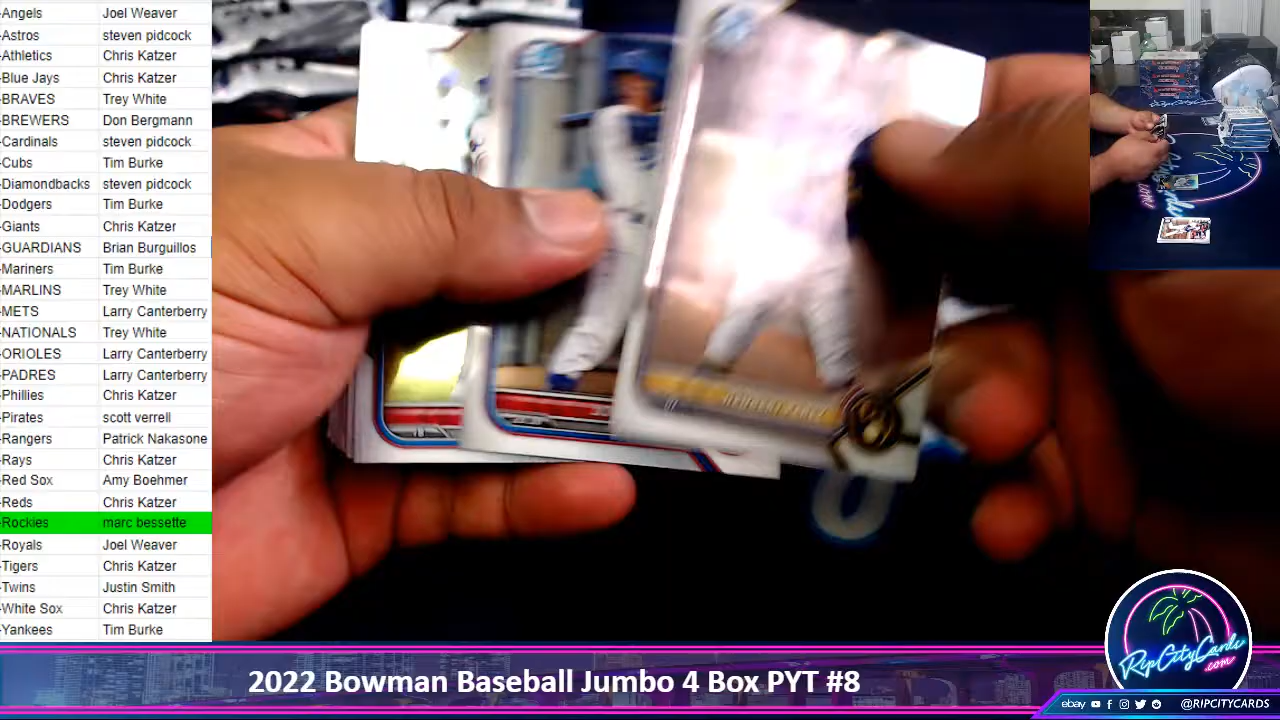 -Angels Joel Weaver
-Astros steven pidcock
-Athletics Chris Katzer
-Blue Jays Chris Katzer
-BRAVES Trey White
-BREWERS Don Bergmann
-Cardinals steven pidcock
-Cubs Tim Burke
-Diamondbacks steven pidcock
-Dodgers Tim Burke
-Giants Chris Katzer
-GUARDIANS Brian Burguillos
-Mariners Tim Burke
-MARLINS Trey White
-METS Larry Canterberry
-NATIONALS Trey White
-ORIOLES Larry Canterberry
-PADRES Larry Canterberry
-Phillies Chris Katzer
-Pirates scott verrell
-Rangers Patrick Nakasone
-Rays Chris Katzer
-Red Sox Amy Boehmer
-Reds Chris Katzer
-Rockies marc bessette
-Royals Joel Weaver
-Tigers Chris Katzer
-Twins Justin Smith
-White Sox Chris Katzer
-Yankees Tim Burke
RipCityCards
.com
2022 Bowman Baseball Jumbo 4 Box PYT #8
ebay @RIPCITYCARDS